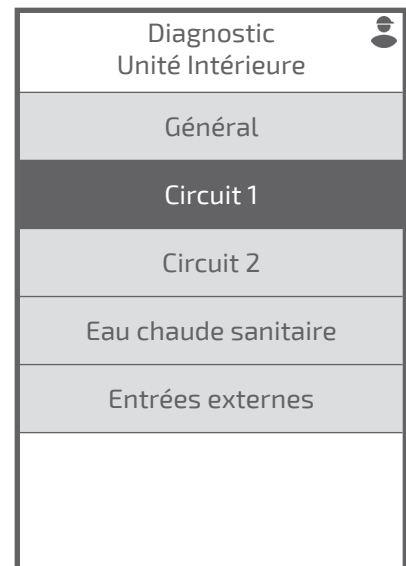 Diagnostic
Unité Intérieure
Général
Circuit 1
Circuit 2
Eau chaude sanitaire
Entrées externes